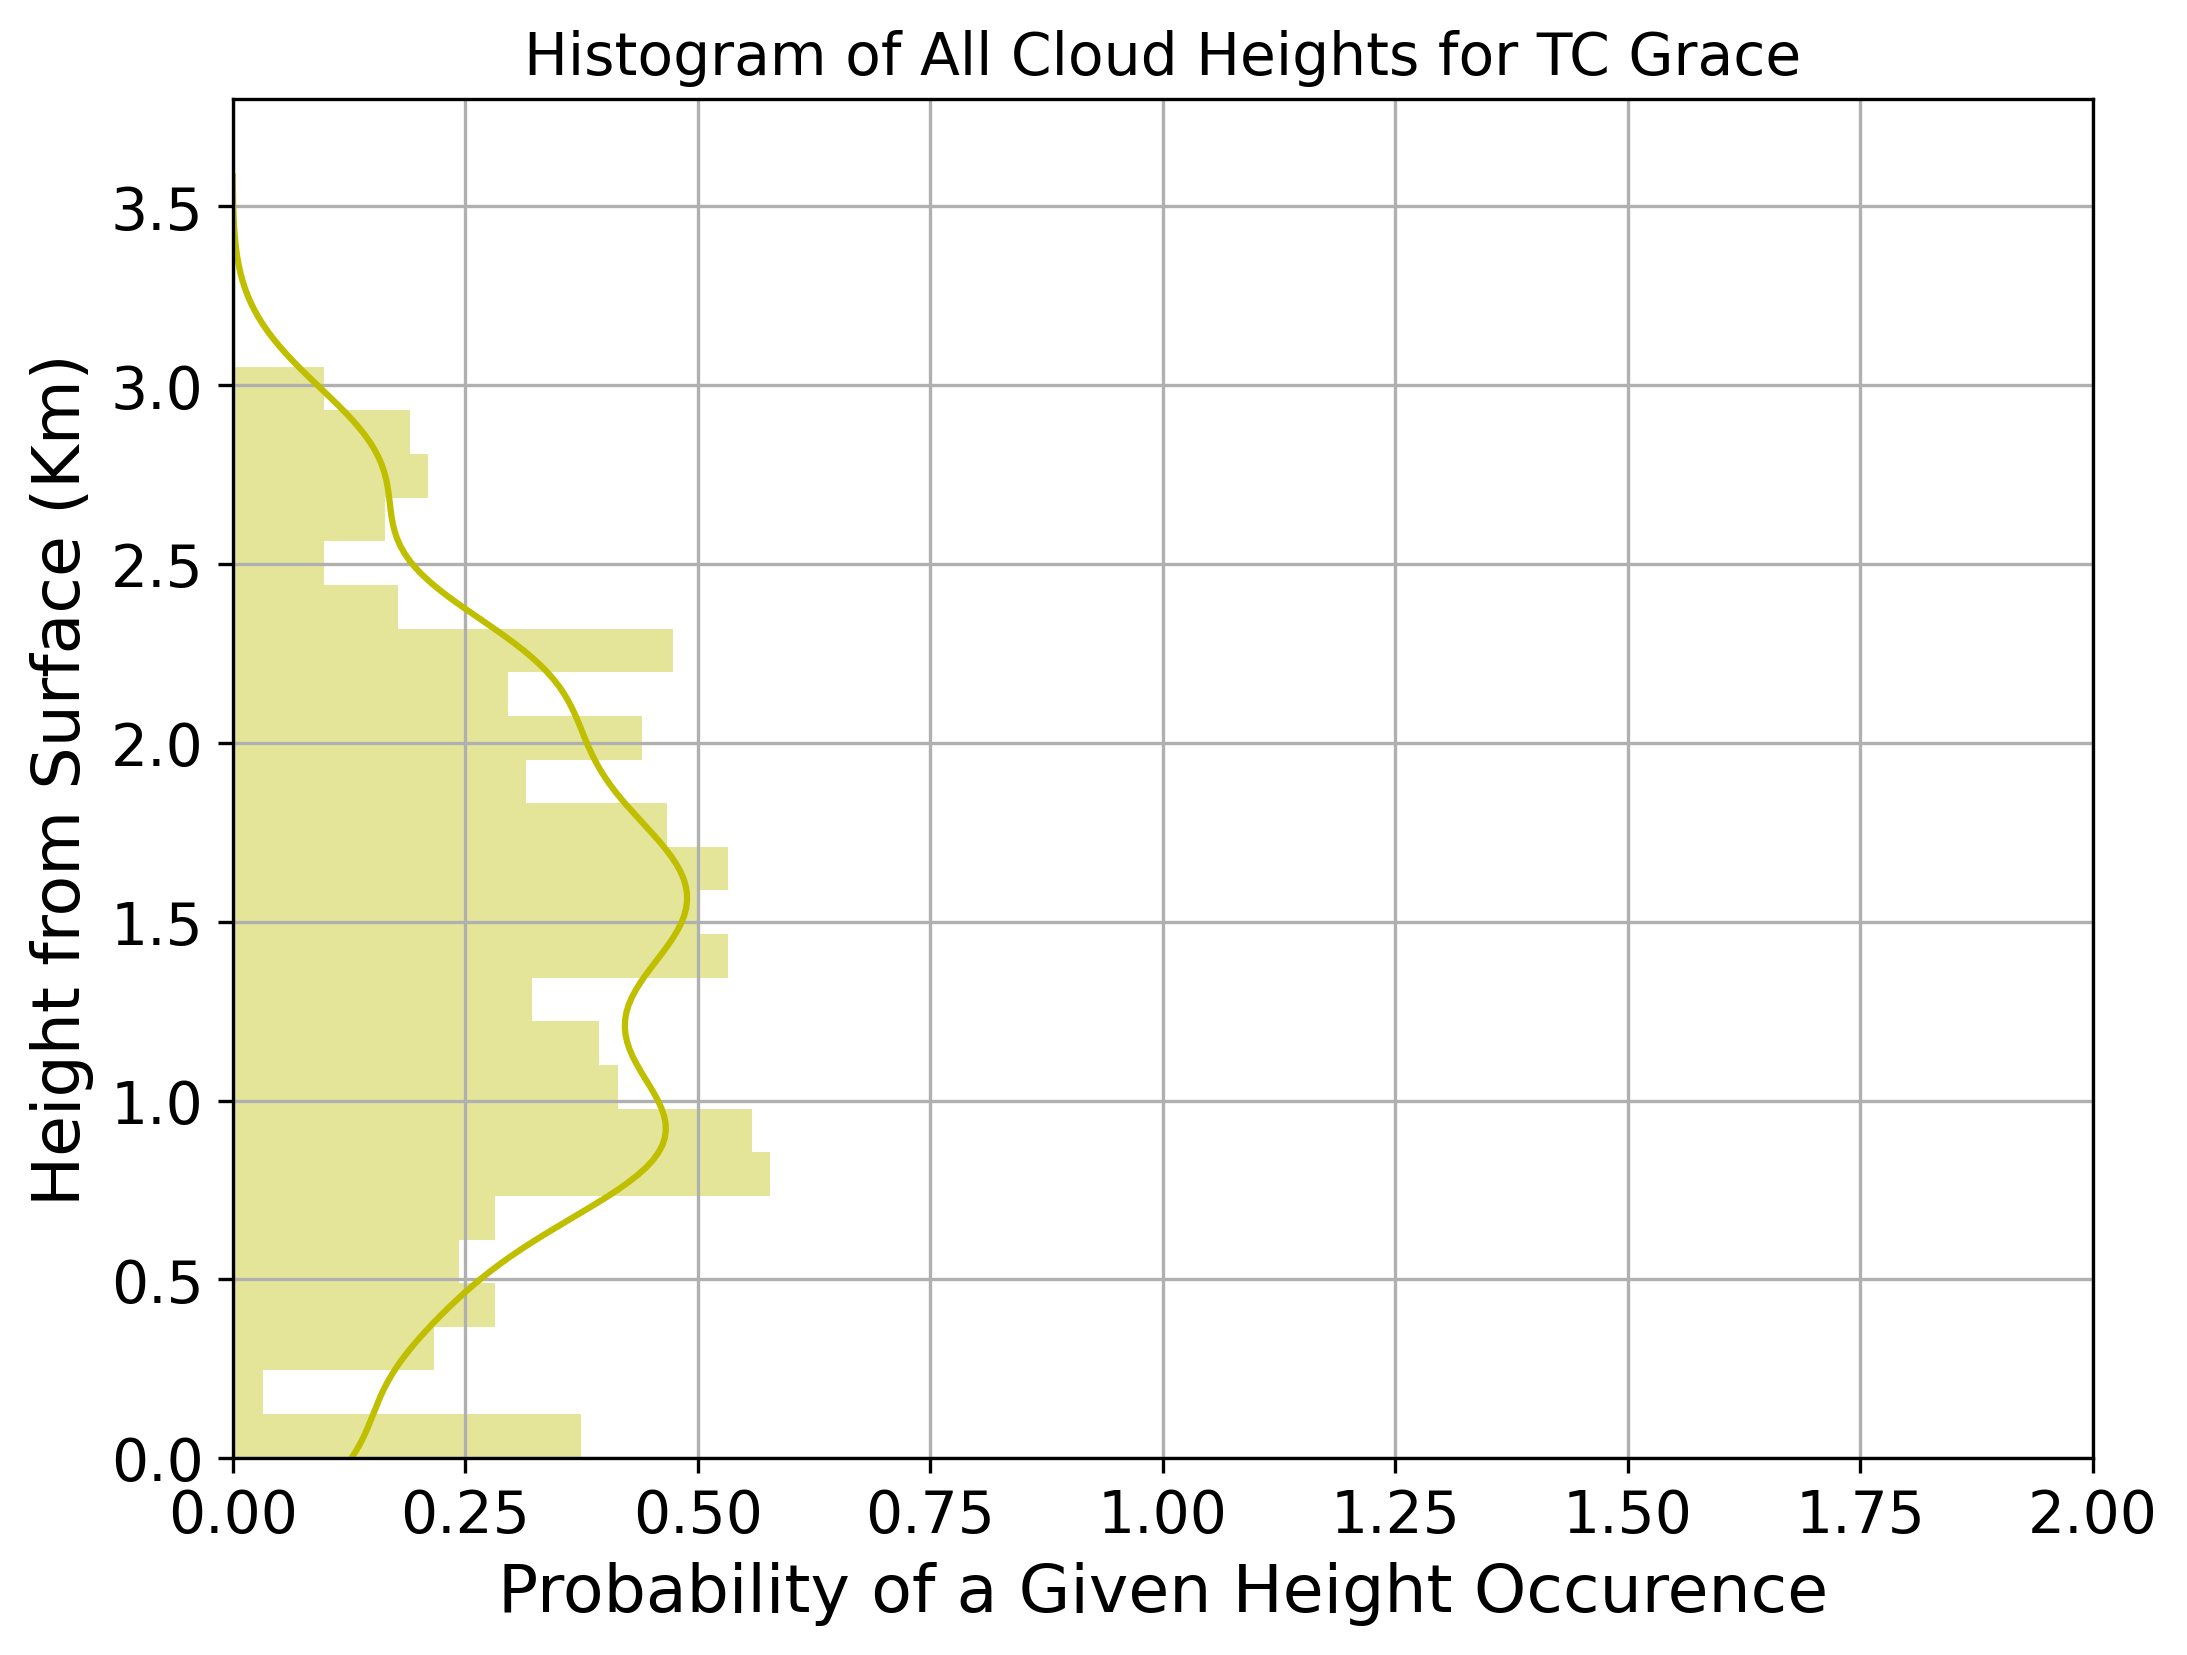 Histogram of All Cloud Heights for TC Grace
Height from Surface (Km)
3.5
3.0
2.5
2.0
1.5
1.0
0.5
0.0
0.00 0.25 0.50 0.75 1.00 1.25 1.50 1.75 2.00
Probability of a Given Height Occurence